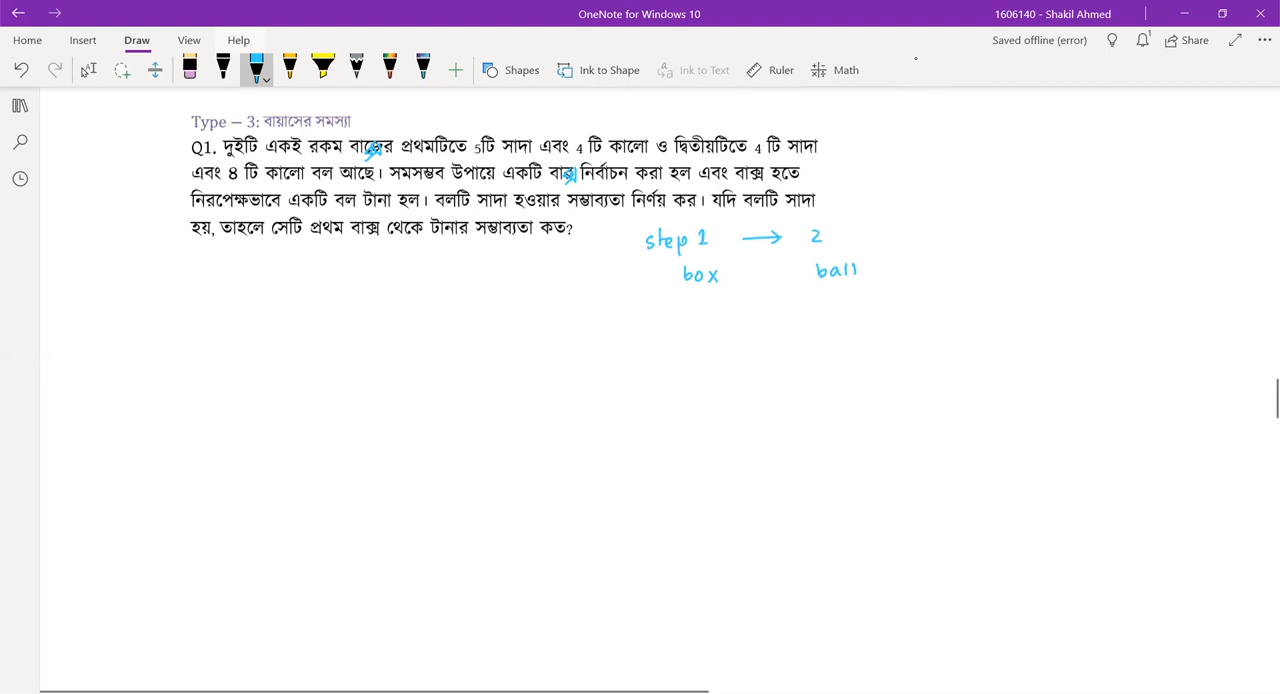 OneNote for Windows 10
1606140 - Shakil Ahmed
Home Insert Draw View Help
Saved offline (error) 1 Share
Shapes Ink to Shape Ink to Text Ruler Math
Type – 3: বায়াসের সমস্যা
Q1. দুইটি একই রকম বাক্সের প্রথমটিতে 5টি সাদা এবং 4 টি কালো ও দ্বিতীয়টিতে 4 টি সাদা
এবং ৪ টি কালো বল আছে। সমসম্ভব উপায়ে একটি বাক্স নির্বাচন করা হল এবং বাক্স হতে
নিরপেক্ষভাবে একটি বল টানা হল। বলটি সাদা হওয়ার সম্ভাব্যতা নির্ণয় কর। যদি বলটি সাদা
হয়, তাহলে সেটি প্রথম বাক্স থেকে টানার সম্ভাব্যতা কত?
step 1 → 2
box ball